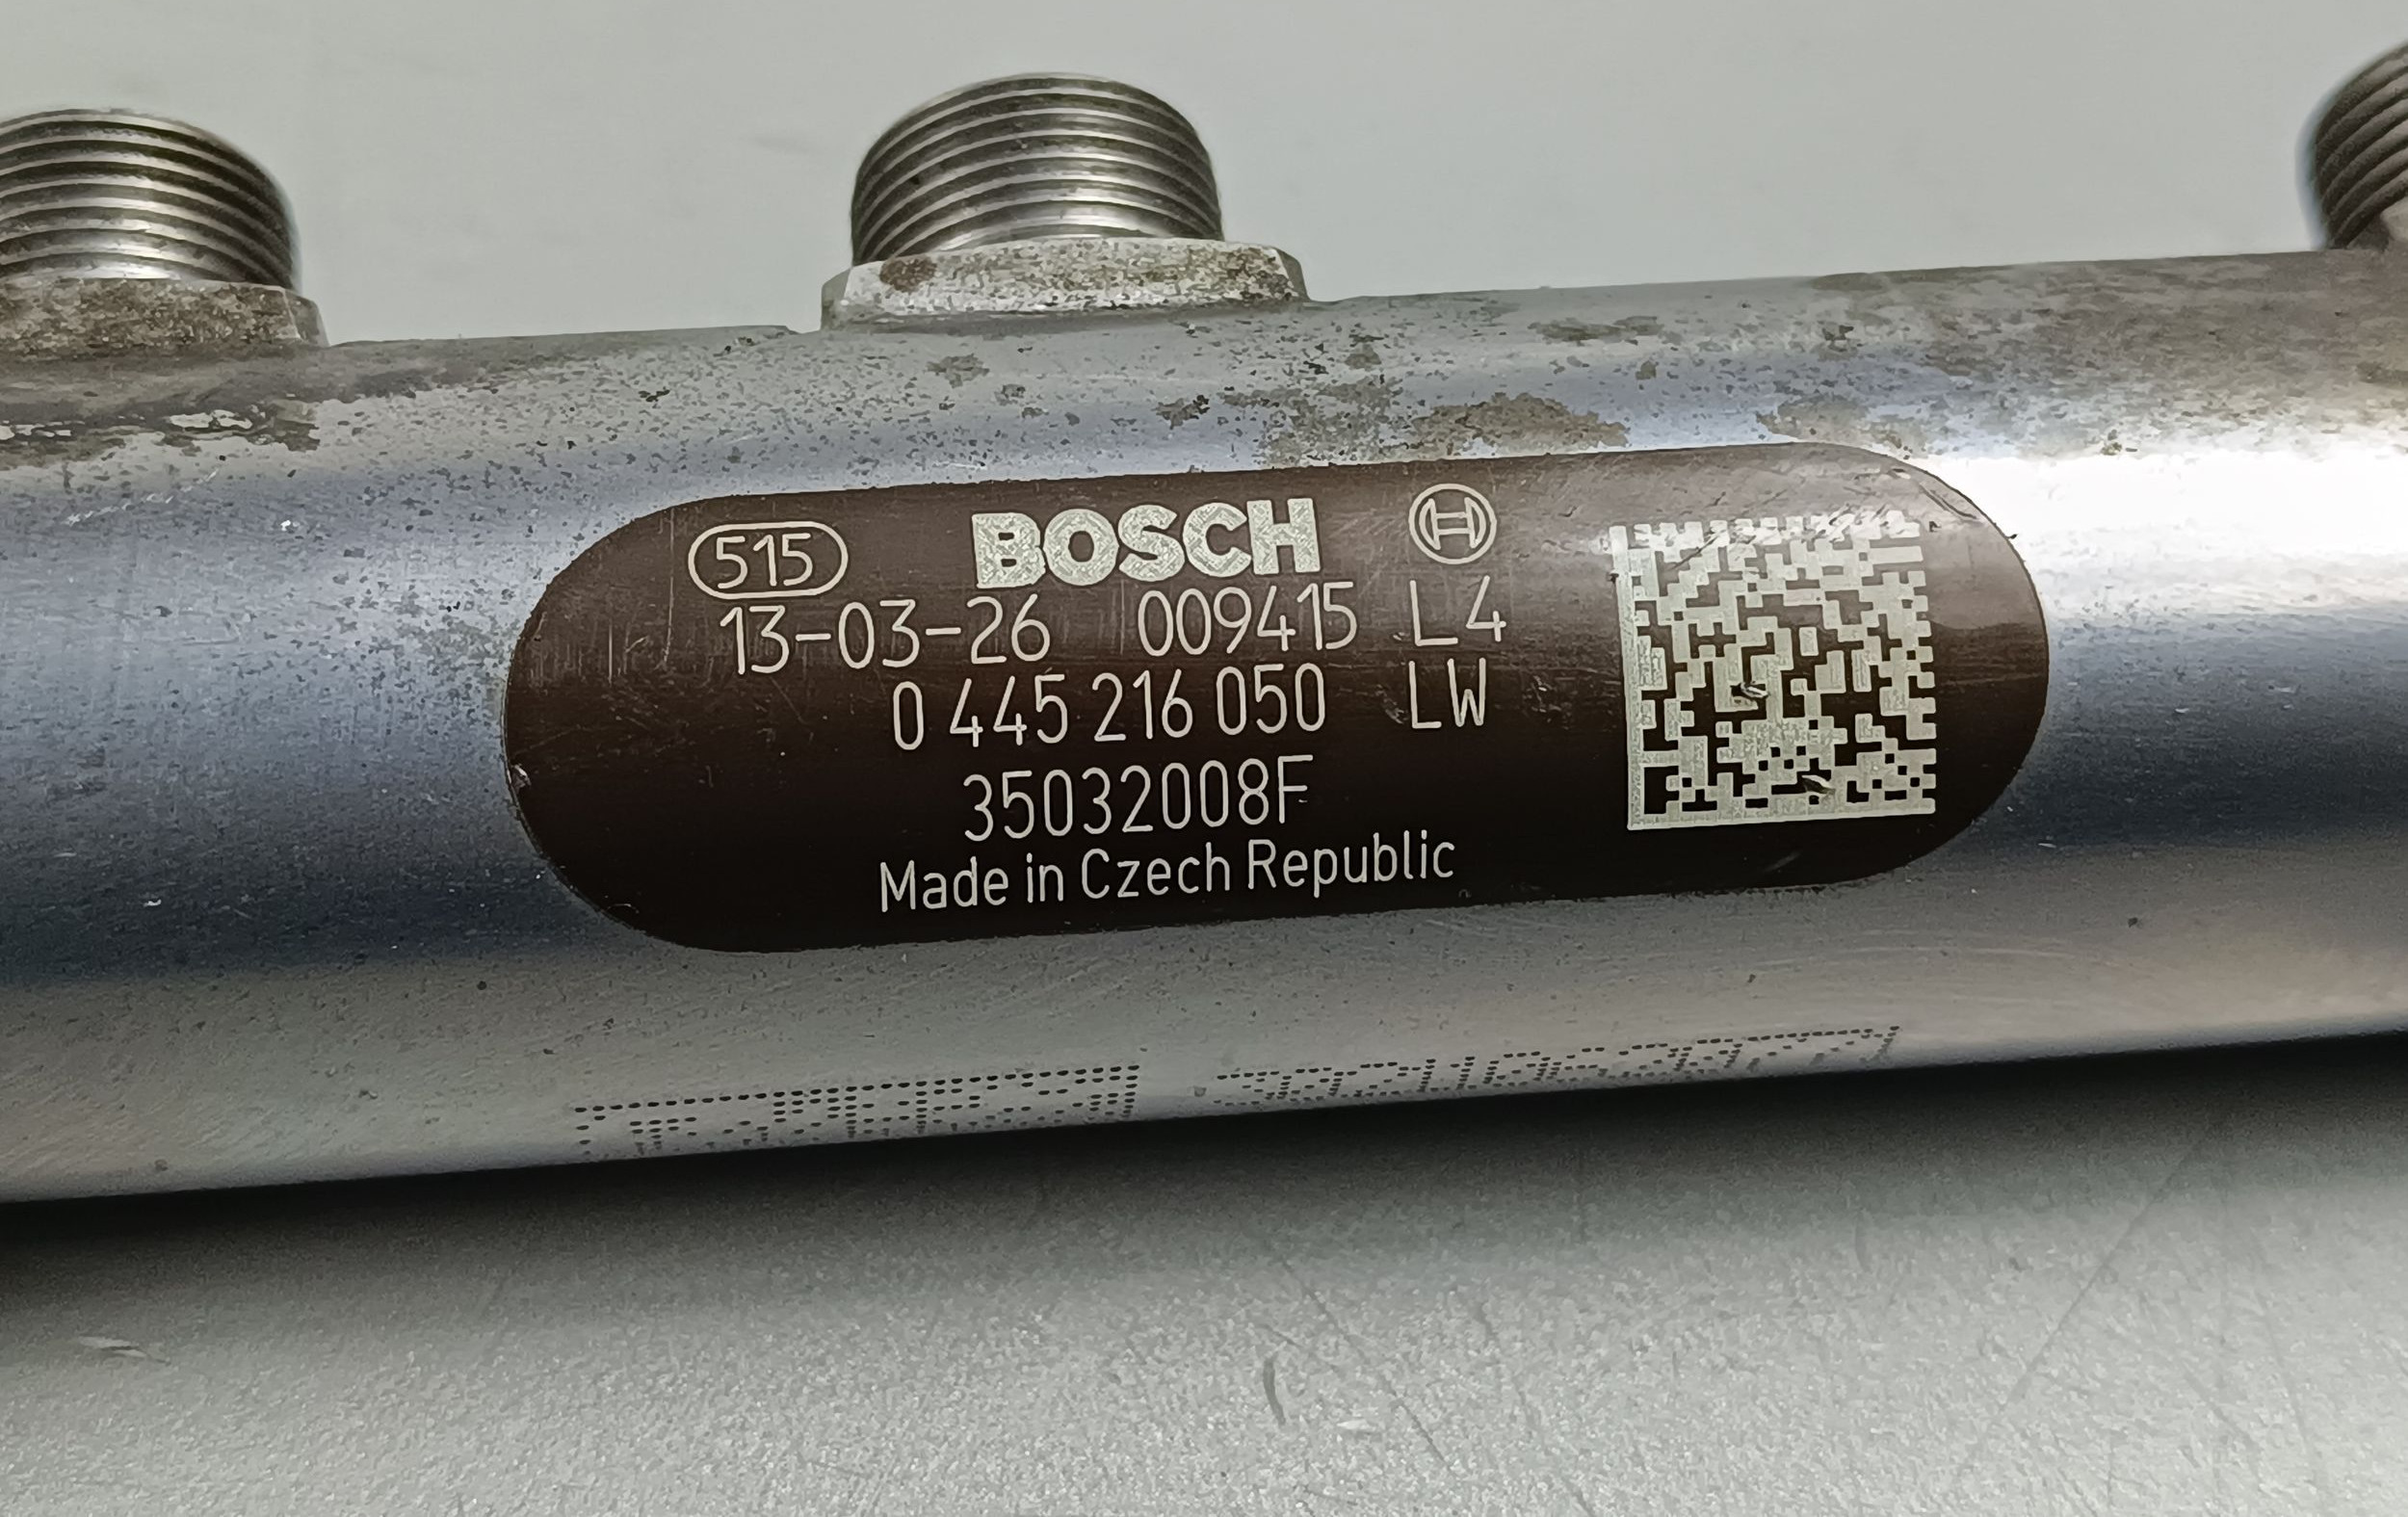 515 BOSCH
13-03-26 009415 L4
0 445 216 050 LW
35032008F
Made in Czech Republic